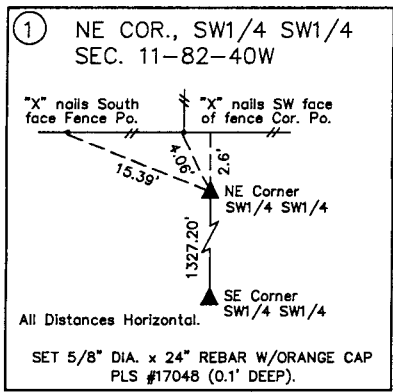 1 NE COR., SW1/4 SW1/4
SEC. 11-82-40W
"X" nails South
face Fence Po.
"X" nails SW face
of fence Cor. Po.
15.39'
4.06'
2.6'
NE Corner
SW1/4 SW1/4
1327.20'
SE Corner
SW1/4 SW1/4
All Distances Horizontal.
SET 5/8" DIA. x 24" REBAR W/ORANGE CAP
PLS #17048 (0.1' DEEP).